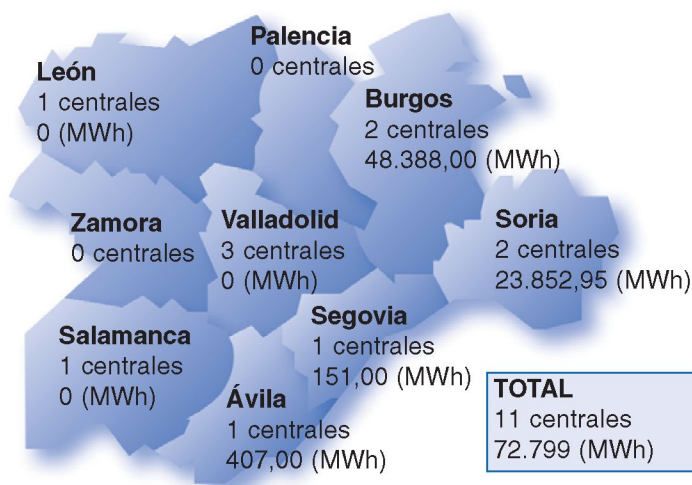 Palencia
0 centrales
León
1 centrales
0 (MWh)
Burgos
2 centrales
48.388,00 (MWh)
Zamora
0 centrales
Valladolid
3 centrales
0 (MWh)
Soria
2 centrales
23.852,95 (MWh)
Segovia
1 centrales
151,00 (MWh)
Salamanca
1 centrales
0 (MWh)
Ávila
1 centrales
407,00 (MWh)
TOTAL
11 centrales
72.799 (MWh)